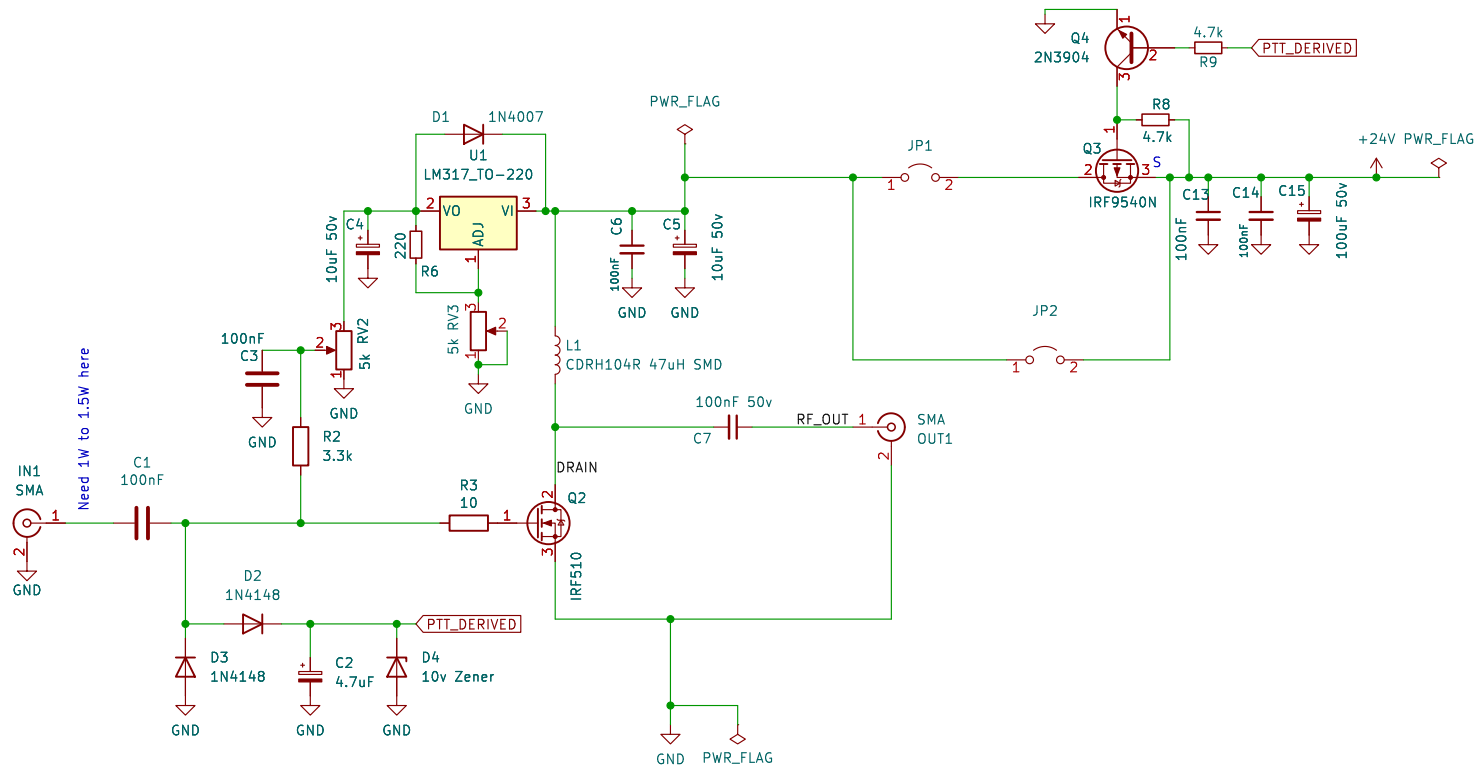 1
Q4
2N3904
2
3
4.7k
R9
PTT_DERIVED
PWR_FLAG
D1
1N4007
U1
LM317_TO-220
2
VO
VI
3
ADJ
1
R8
4.7k
1
Q3
2
3
S
IRF9540N
+24V PWR_FLAG
JP1
1
2
C13
100nF
C14
100nF
C15
100uF 50v
C4
10uF 50v
220
R6
C6
100nF
GND
C5
10uF 50v
GND
100nF
C3
GND
3
2
1
5k RV2
GND
5k RV3
3
2
1
GND
L1
CDRH104R 47uH SMD
JP2
1
2
Need 1W to 1.5W here
R2
3.3k
100nF 50v
C7
RF_OUT
1
2
SMA
OUT1
DRAIN
IN1
SMA
1
2
GND
C1
100nF
R3
10
1
2
3
Q2
IRF510
D2
1N4148
PTT_DERIVED
D3
1N4148
GND
C2
4.7uF
GND
D4
10v Zener
GND
GND
PWR_FLAG